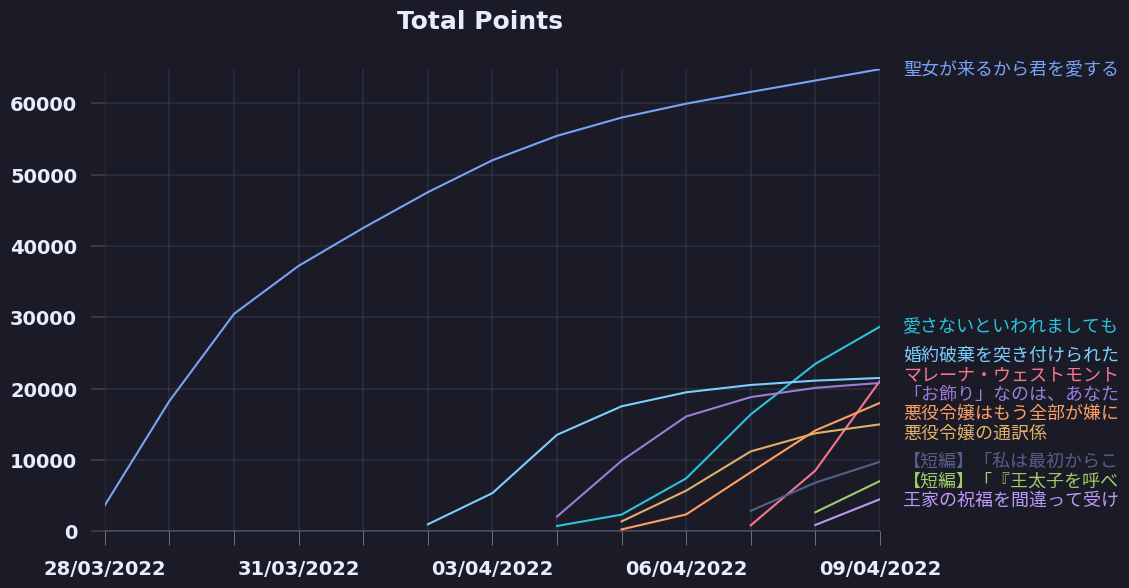 Total Points
60000
50000
40000
30000
20000
10000
0
28/03/2022
31/03/2022
03/04/2022
06/04/2022
09/04/2022
聖女が来るから君を愛する
愛さないといわれましても
婚約破棄を突き付けられた
マレーナ・ウェストモント
「お飾り」なのは、あなた
悪役令嬢はもう全部が嫌に
悪役令嬢の通訳係
【短編】「私は最初からこ
【短編】「『王太子を呼べ
王家の祝福を間違って受け